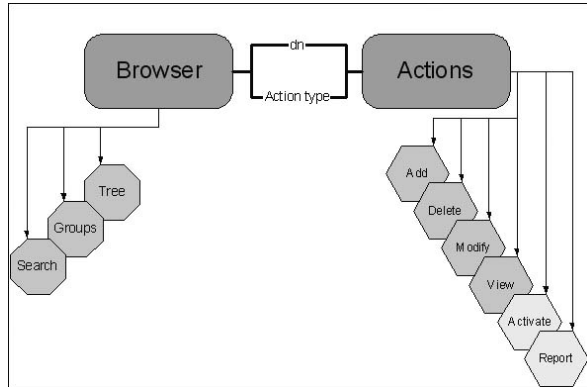 dn
Browser
Actions
Action type
Add
Tree
Delete
Groups
Modify
Search
View
Activate
Report